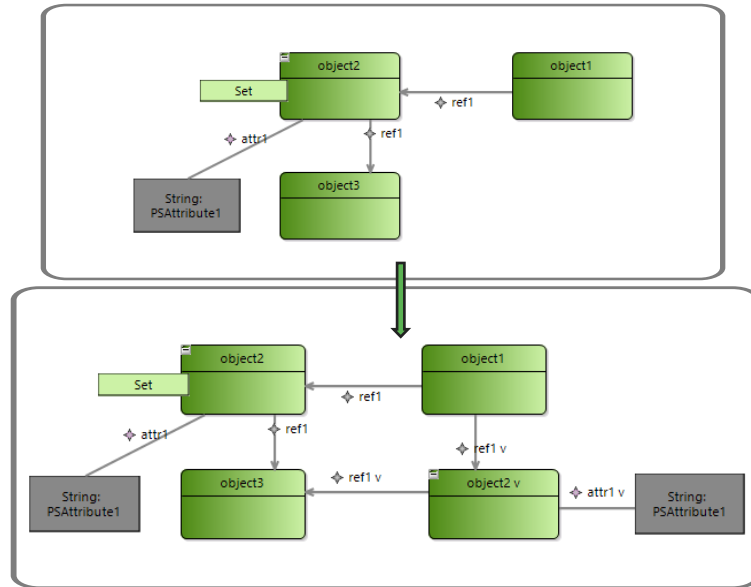 object2
object1
Set
ref1
attr1
ref1
String:
PSAttribute1
object3
object2
object1
Set
ref1
attr1
ref1
ref1 v
String:
PSAttribute1
object3
ref1 v
object2 v
attr1 v
String:
PSAttribute1